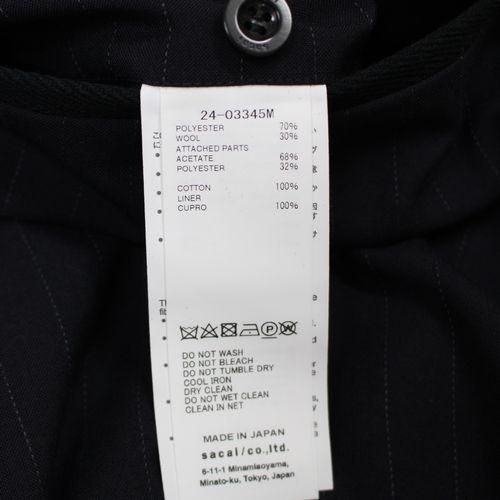 24-03345M
POLYESTER 70%
WOOL 30%
ATTACHED PARTS
ACETATE 68%
POLYESTER 32%
COTTON 100%
LINER
CUPRO 100%
DO NOT WASH
DO NOT BLEACH
DO NOT TUMBLE DRY
COOL IRON
DRY CLEAN
DO NOT WET CLEAN
CLEAN IN NET
MADE IN JAPAN
sacai/co.,ltd.
6-11-1 Minamiaoyama,
Minato-ku, Tokyo, Japan